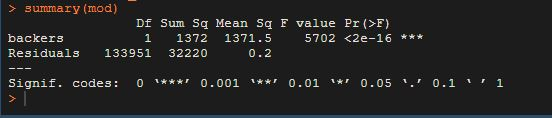 > summary(mod)
Df Sum Sq Mean Sq F value Pr(>F)
backers 1 1372 1371.5 5702 <2e-16 ***
Residuals 133951 32220 0.2
---
Signif. codes: 0 ‘***’ 0.001 ‘**’ 0.01 ‘*’ 0.05 ‘.’ 0.1 ‘ ’ 1
>